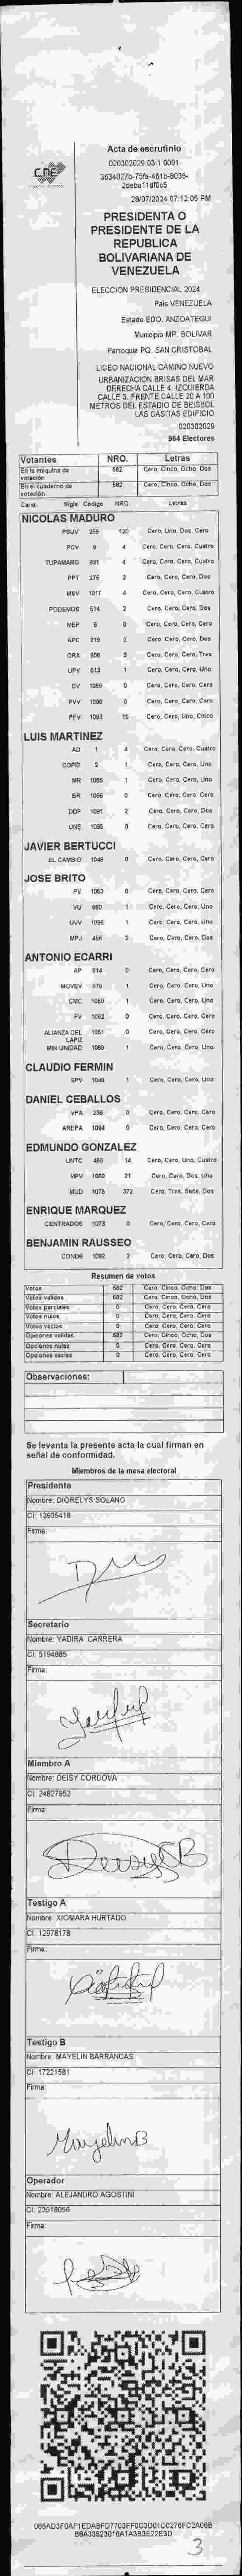 CNE
Acta de escrutinio
020302029.03.1.0001
28/07/2024 07:12:05 PM
PRESIDENTA O
PRESIDENTE DE LA
REPUBLICA
BOLIVARIANA DE
VENEZUELA
ELECCIÓN PRESIDENCIAL 2024
País VENEZUELA
Estado EDO. ANZOATEGUI
Municipio MP. BOLIVAR
Parroquia PQ. SAN CRISTOBAL
LICEO NACIONAL CAMINO NUEVO
URBANIZACIÓN BRISAS DEL MAR
DERECHA CALLE 4. IZQUIERDA
CALLE 3. FRENTE CALLE 20 A 100
METROS DEL ESTADIO DE BEISBOL
LAS CASITAS EDIFICIO
020302029
964 Electores
Votantes NRO. Letras
En la máquina de votación 582 Cero, Cinco, Ocho, Dos
En el cuaderno de votación 582 Cero, Cinco, Ocho, Dos
Cand. Sigla Código NRO. Letras
NICOLAS MADURO
PSUV 269 120 Cero, Uno, Dos, Cero
PCV 9 4 Cero, Cero, Cero, Cuatro
TUPAMARO 931 4 Cero, Cero, Cero, Cuatro
PPT 276 2 Cero, Cero, Cero, Dos
MSV 1017 4 Cero, Cero, Cero, Cuatro
PODEMOS 514 2 Cero, Cero, Cero, Dos
MEP 6 0 Cero, Cero, Cero, Cero
APC 219 2 Cero, Cero, Cero, Dos
ORA 906 3 Cero, Cero, Cero, Tres
UPV 613 1 Cero, Cero, Cero, Uno
EV 1089 0 Cero, Cero, Cero, Cero
PVV 1090 0 Cero, Cero, Cero, Cero
PFV 1093 15 Cero, Cero, Uno, Cinco
LUIS MARTINEZ
AD 1 4 Cero, Cero, Cero, Cuatro
COPEI 2 1 Cero, Cero, Cero, Uno
MR 1 Cero, Cero, Cero, Uno
BR 0 Cero, Cero, Cero, Cero
DDP 1091 2 Cero, Cero, Cero, Dos
UNE 1095 0 Cero, Cero, Cero, Cero
JAVIER BERTUCCI
EL CAMBIO 1048 0 Cero, Cero, Cero, Cero
JOSE BRITO
PV 1053 0 Cero, Cero, Cero, Cero
VU 1 Cero, Cero, Cero, Uno
UVV 1096 1 Cero, Cero, Cero, Uno
MPJ 456 2 Cero, Cero, Cero, Dos
ANTONIO ECARRI
AP 814 0 Cero, Cero, Cero, Cero
MOVEV 1 Cero, Cero, Cero, Uno
CMC 1050 1 Cero, Cero, Cero, Uno
FV 0 Cero, Cero, Cero, Cero
ALIANZA DEL LAPIZ 1051 0 Cero, Cero, Cero, Cero
MIN UNIDAD 1069 1 Cero, Cero, Cero, Uno
CLAUDIO FERMIN
SPV 1049 1 Cero, Cero, Cero, Uno
DANIEL CEBALLOS
VPA 236 0 Cero, Cero, Cero, Cero
AREPA 1094 0 Cero, Cero, Cero, Cero
EDMUNDO GONZALEZ
UNTC 460 14 Cero, Cero, Uno, Cuatro
MPV 1080 21 Cero, Cero, Dos, Uno
MUD 1075 372 Cero, Tres, Siete, Dos
ENRIQUE MARQUEZ
CENTRADOS 1073 0 Cero, Cero, Cero, Cero
BENJAMIN RAUSSEO
CONDE 1092 2 Cero, Cero, Cero, Dos
Resumen de votos
Votos 582 Cero, Cinco, Ocho, Dos
Votos validos 582 Cero, Cinco, Ocho, Dos
Votos parciales 0 Cero, Cero, Cero, Cero
Votos nulos 0 Cero, Cero, Cero, Cero
Votos vacios 0 Cero, Cero, Cero, Cero
Opciones validas 582 Cero, Cinco, Ocho, Dos
Opciones nulas 0 Cero, Cero, Cero, Cero
Opciones vacias 0 Cero, Cero, Cero, Cero
Observaciones:
Se levanta la presente acta la cual firman en
señal de conformidad.
Miembros de la mesa electoral
Presidente
Nombre: DIORELYS SOLANO
CI: 13935418
Firma:
Secretario
Nombre: YADIRA CARRERA
CI: 5194885
Firma:
Miembro A
Nombre: DEISY CORDOVA
CI: 24827952
Firma:
Testigo A
Nombre: XIOMARA HURTADO
CI: 12978178
Firma:
Testigo B
Nombre: MAYELIN BARRANCAS
CI: 17221581
Firma:
Mayelin B
Operador
Nombre: ALEJANDRO AGOSTINI
CI: 23518056
Firma:
3